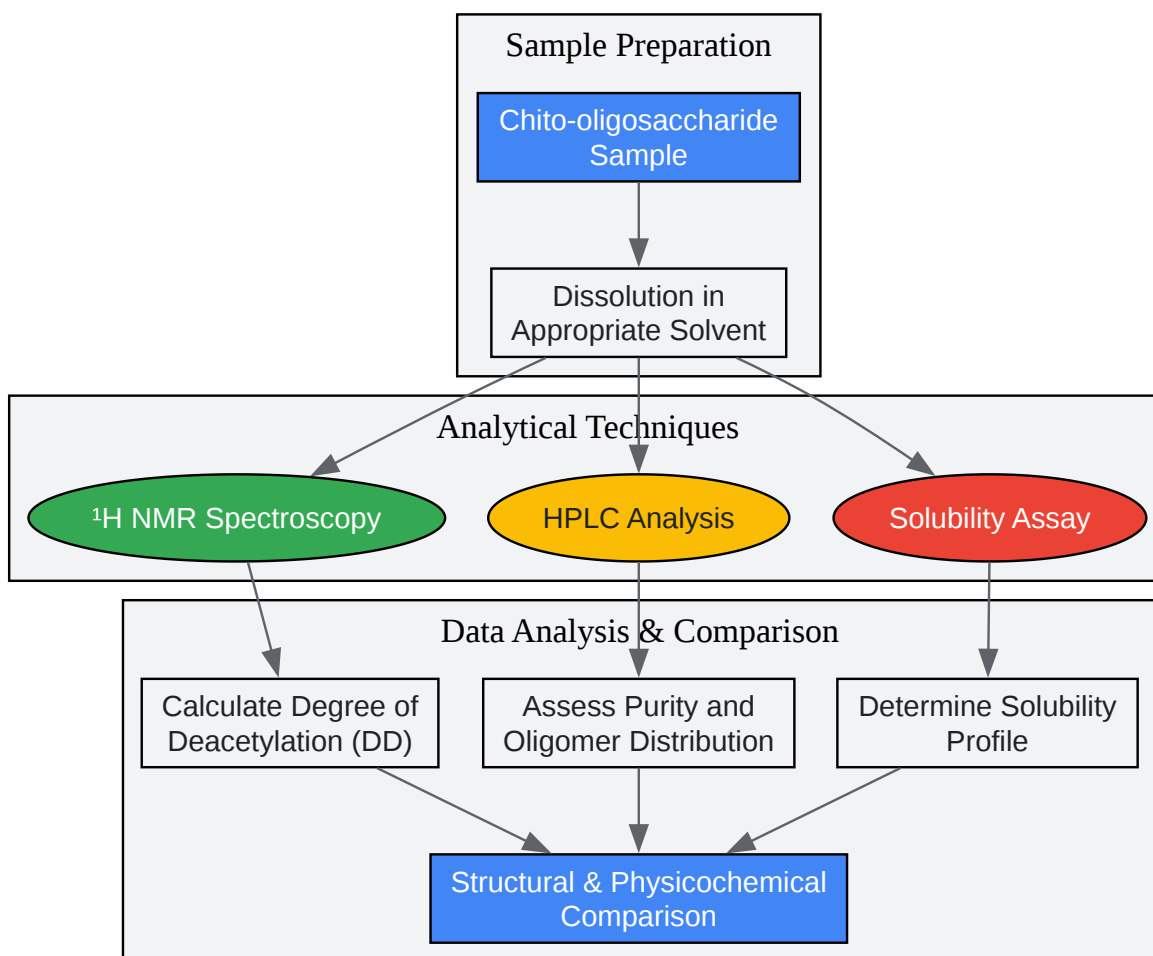 Sample Preparation
Chito-oligosaccharide
Sample
Dissolution in
Appropriate Solvent
Analytical Techniques
¹H NMR Spectroscopy
HPLC Analysis
Solubility Assay
Data Analysis & Comparison
Calculate Degree of
Deacetylation (DD)
Assess Purity and
Oligomer Distribution
Determine Solubility
Profile
Structural & Physicochemical
Comparison